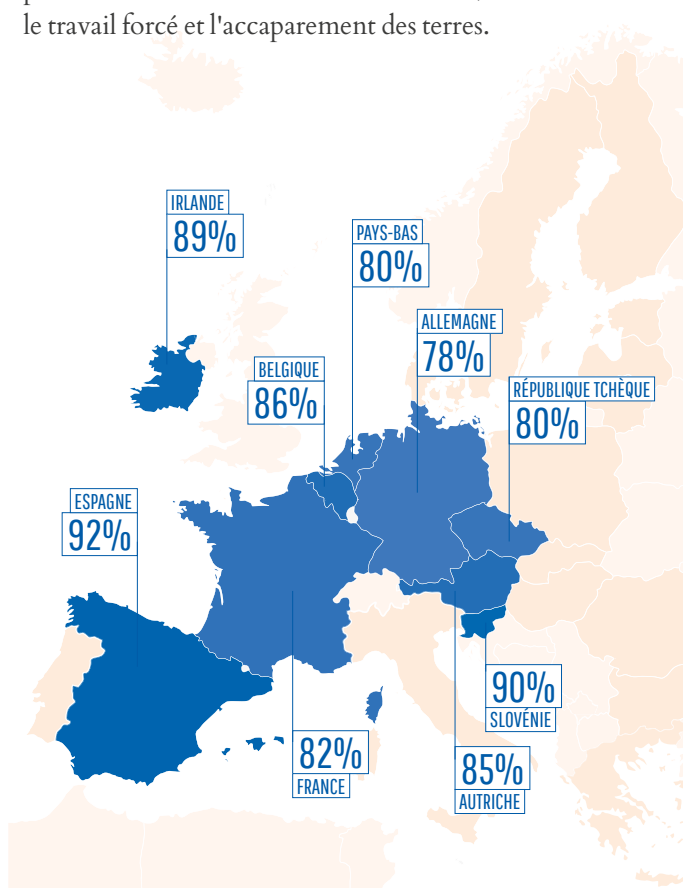 le travail forcé et l'accaparement des terres.
IRLANDE
89%
PAYS-BAS
80%
ALLEMAGNE
78%
BELGIQUE
86%
RÉPUBLIQUE TCHÈQUE
80%
ESPAGNE
92%
90%
SLOVÉNIE
82%
FRANCE
85%
AUTRICHE